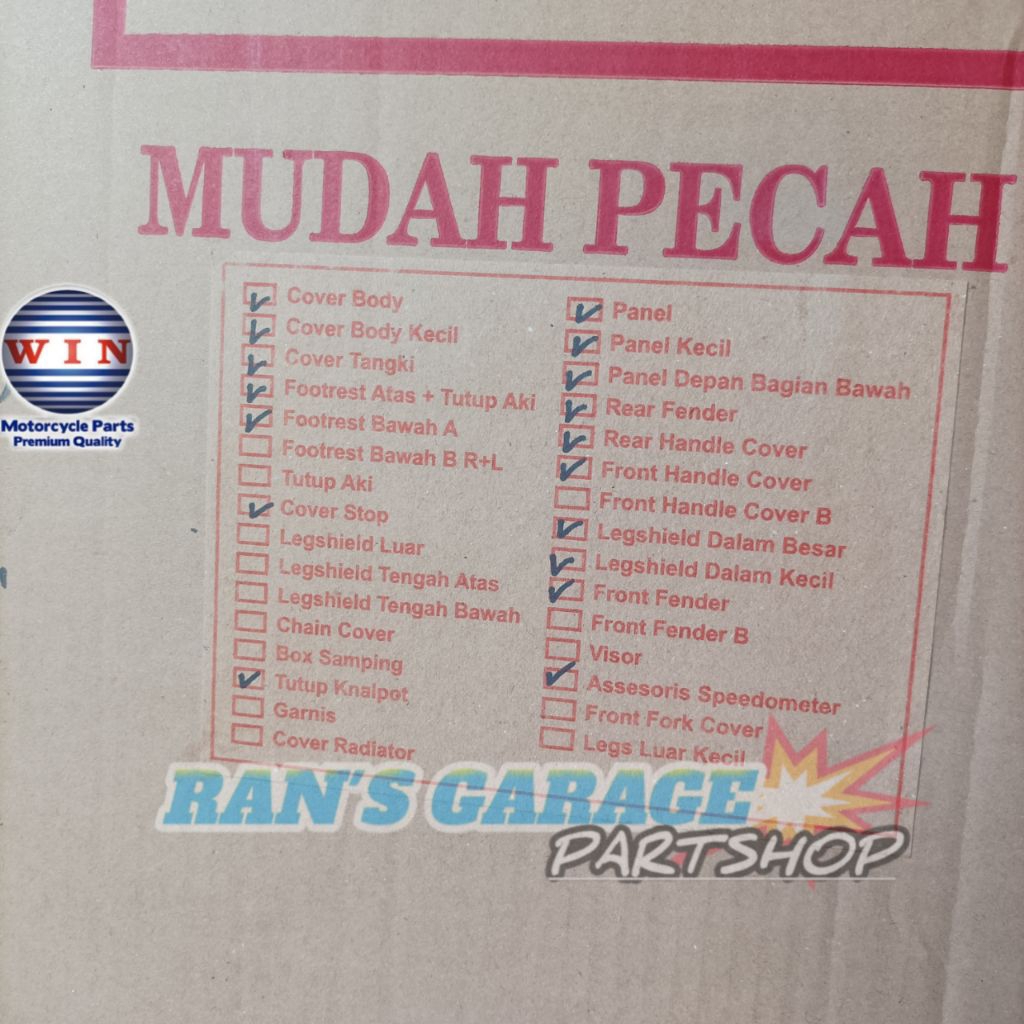 MUDAH PECAH
WIN
Motorcycle Parts
Premium Quality
Cover Body
Cover Body Kecil
Cover Tangki
Footrest Atas + Tutup Aki
Footrest Bawah A
Footrest Bawah B R+L
Tutup Aki
Cover Stop
Legshield Luar
Legshield Tengah Atas
Legshield Tengah Bawah
Chain Cover
Box Samping
Tutup Knalpot
Garnis
Cover Radiator
Panel
Panel Kecil
Panel Depan Bagian Bawah
Rear Fender
Rear Handle Cover
Front Handle Cover
Front Handle Cover B
Legshield Dalam Besar
Legshield Dalam Kecil
Front Fender
Front Fender B
Visor
Assesoris Speedometer
Front Fork Cover
Legs Luar Kecil
RAN'S GARAGE
PARTSHOP